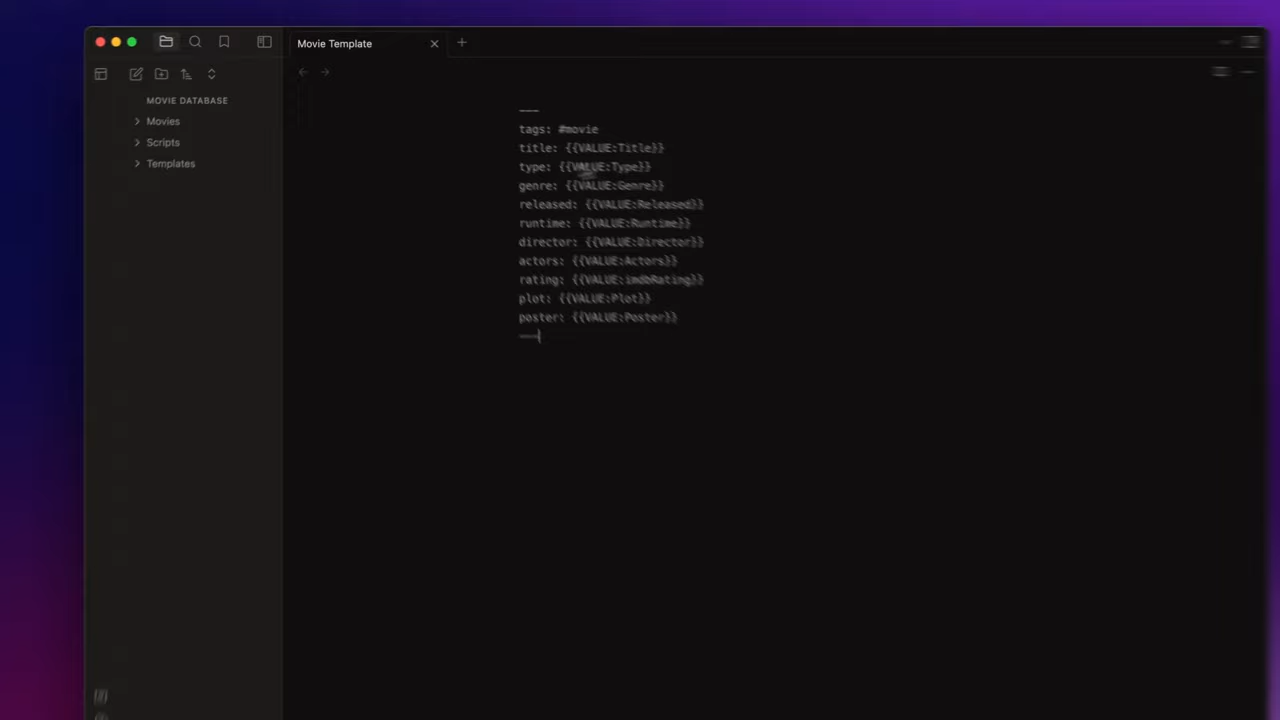 Movie Template
MOVIE DATABASE
Movies
Scripts
Templates
---
tags: #movie
title: {{VALUE:Title}}
type: {{VALUE:Type}}
genre: {{VALUE:Genre}}
released: {{VALUE:Released}}
runtime: {{VALUE:Runtime}}
director: {{VALUE:Director}}
actors: {{VALUE:Actors}}
rating: {{VALUE:imdbRating}}
plot: {{VALUE:Plot}}
poster: {{VALUE:Poster}}
---